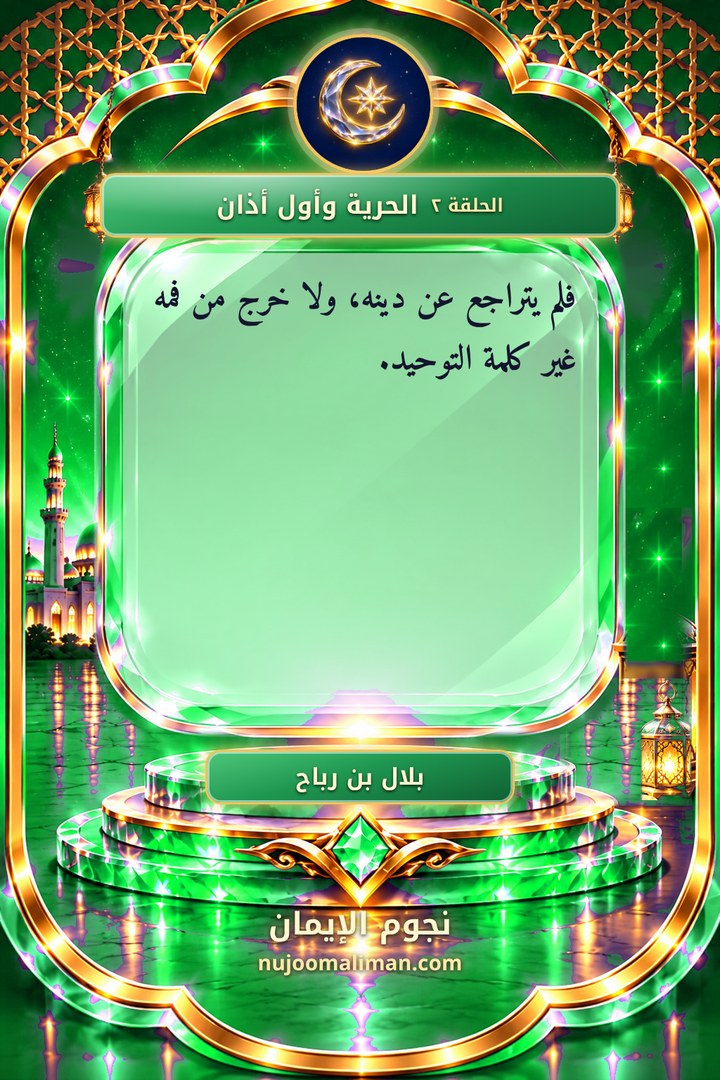 الحلقة ٢ الحرية وأول أذان
فلم يتراجع عن دينه، ولا خرج من فمه
غير كلمة التوحيد.
بلال بن رباح
نجوم الإيمان
nujoomaliman.com